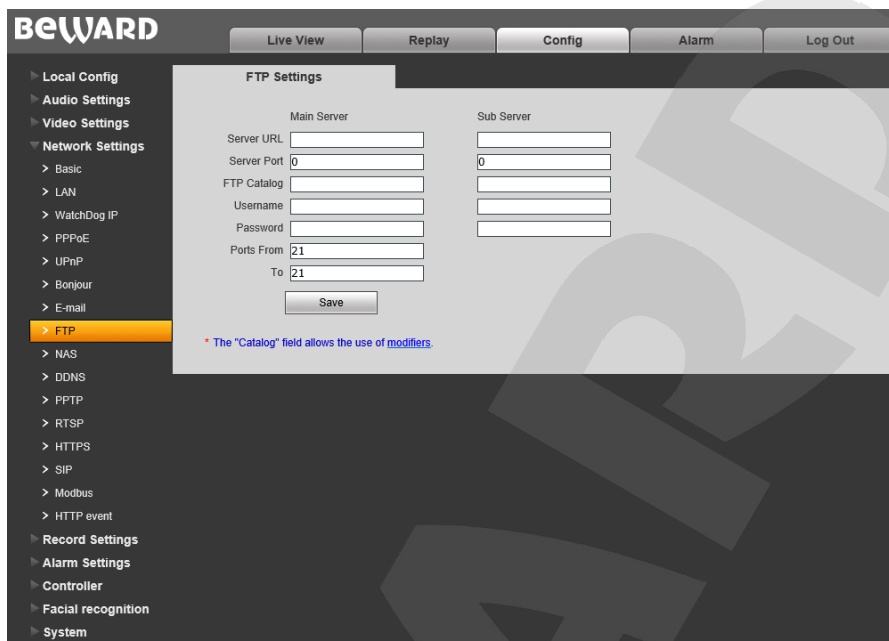 BEWARD
Live View Replay Config Alarm Log Out
Local Config
Audio Settings
Video Settings
Network Settings
> Basic
> LAN
> WatchDog IP
> PPPoE
> UPnP
> Bonjour
> E-mail
> FTP
> NAS
> DDNS
> PPTP
> RTSP
> HTTPS
> SIP
> Modbus
> HTTP event
Record Settings
Alarm Settings
Controller
Facial recognition
System
FTP Settings
Main Server Sub Server
Server URL
Server Port 0 0
FTP Catalog
Username
Password
Ports From 21
To 21
Save
* The "Catalog" field allows the use of modifiers.